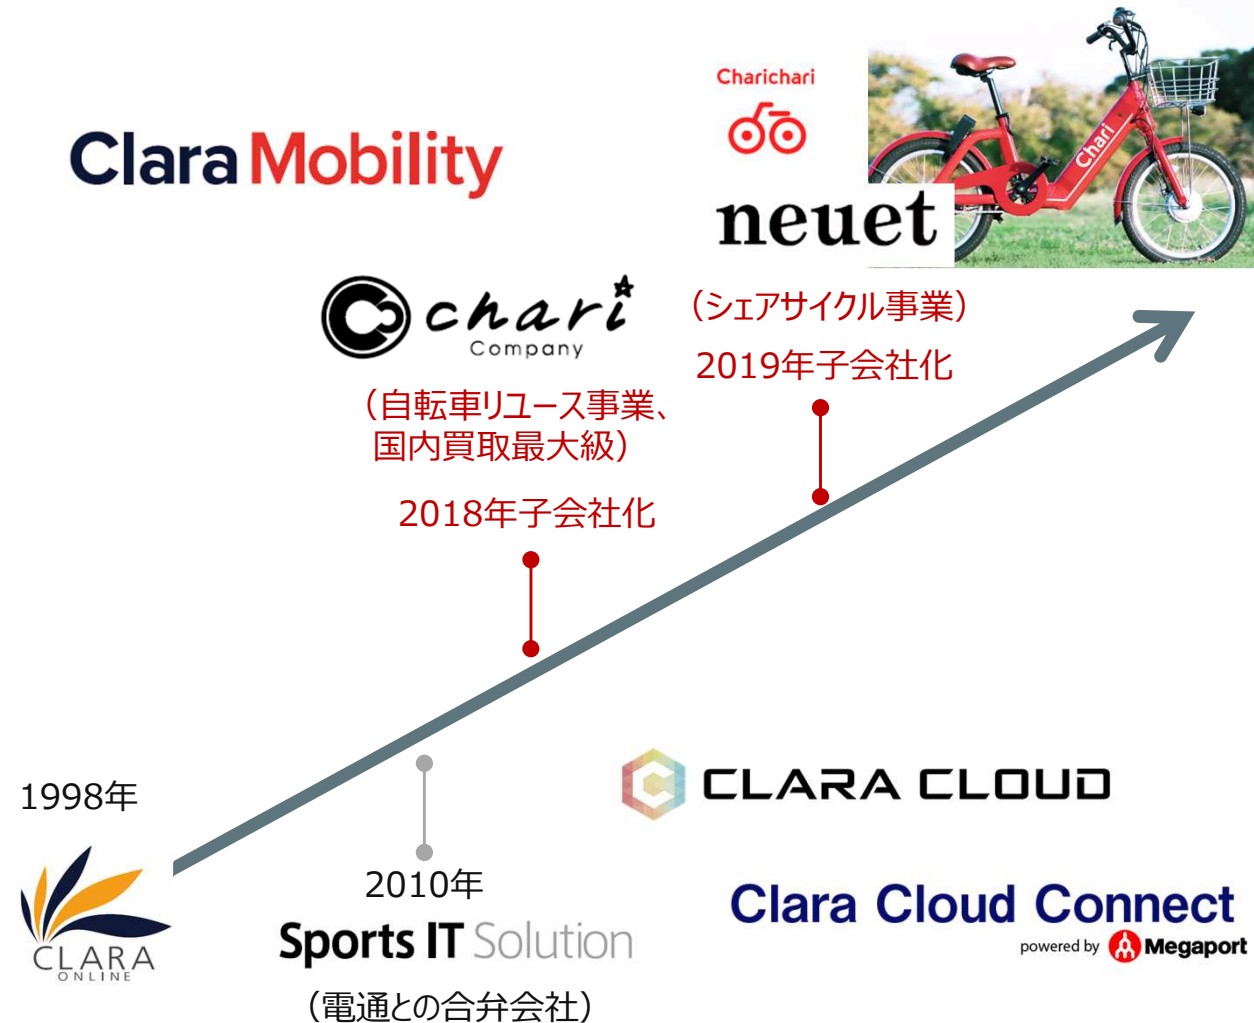 Clara Mobility
Charichari
Chari
neuet
(シェアサイクル事業)
2019年子会社化
chari
Company
(自転車リユース事業、
国内買取最大級)
2018年子会社化
1998年
CLARA
ONLINE
2010年
Sports IT Solution
(電通との合弁会社)
CLARA CLOUD
Clara Cloud Connect
powered by Megaport